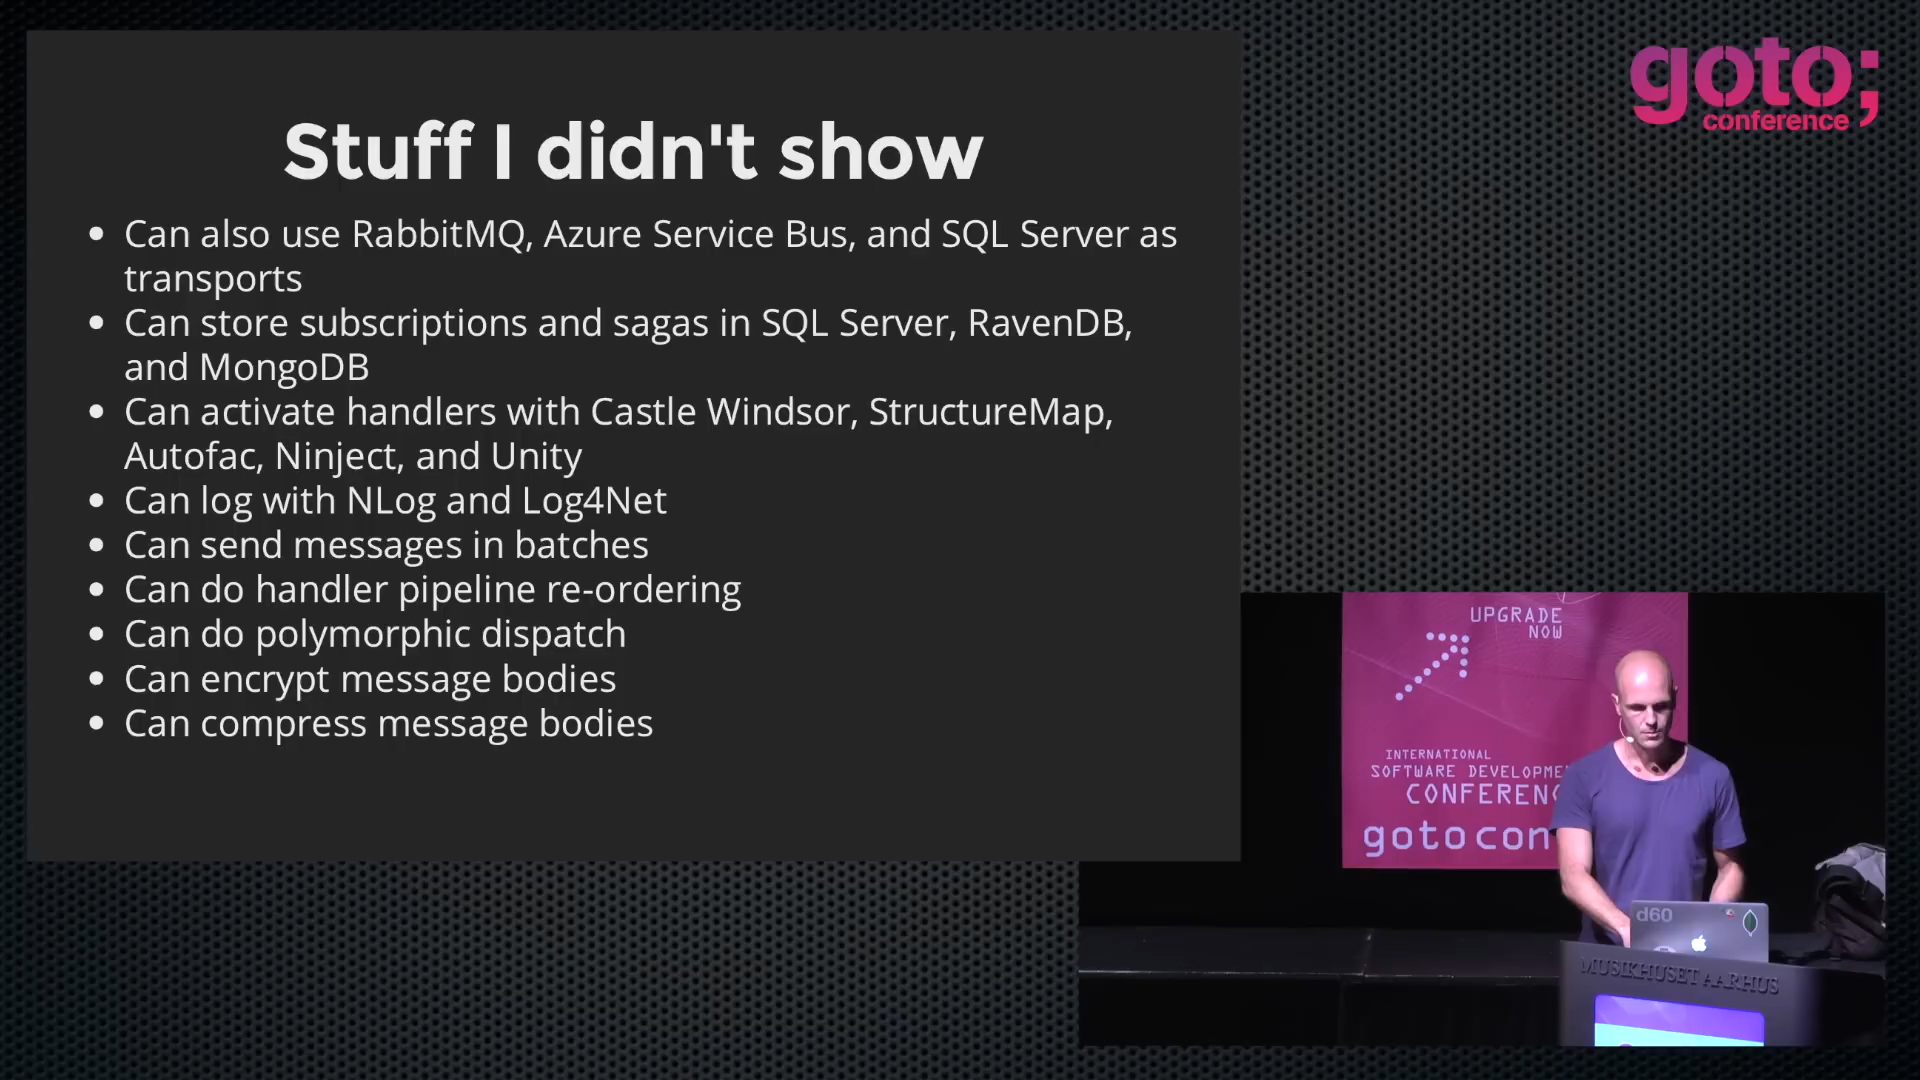 goto;
conference
Stuff I didn't show
• Can also use RabbitMQ, Azure Service Bus, and SQL Server as
transports
• Can store subscriptions and sagas in SQL Server, RavenDB,
and MongoDB
• Can activate handlers with Castle Windsor, StructureMap,
Autofac, Ninject, and Unity
• Can log with NLog and Log4Net
• Can send messages in batches
• Can do handler pipeline re-ordering
• Can do polymorphic dispatch
• Can encrypt message bodies
• Can compress message bodies
UPGRADE
NOW
INTERNATIONAL
SOFTWARE DEVELOPME
CONFERENC
goto con
d60
MUSIKHUSET AARHUS